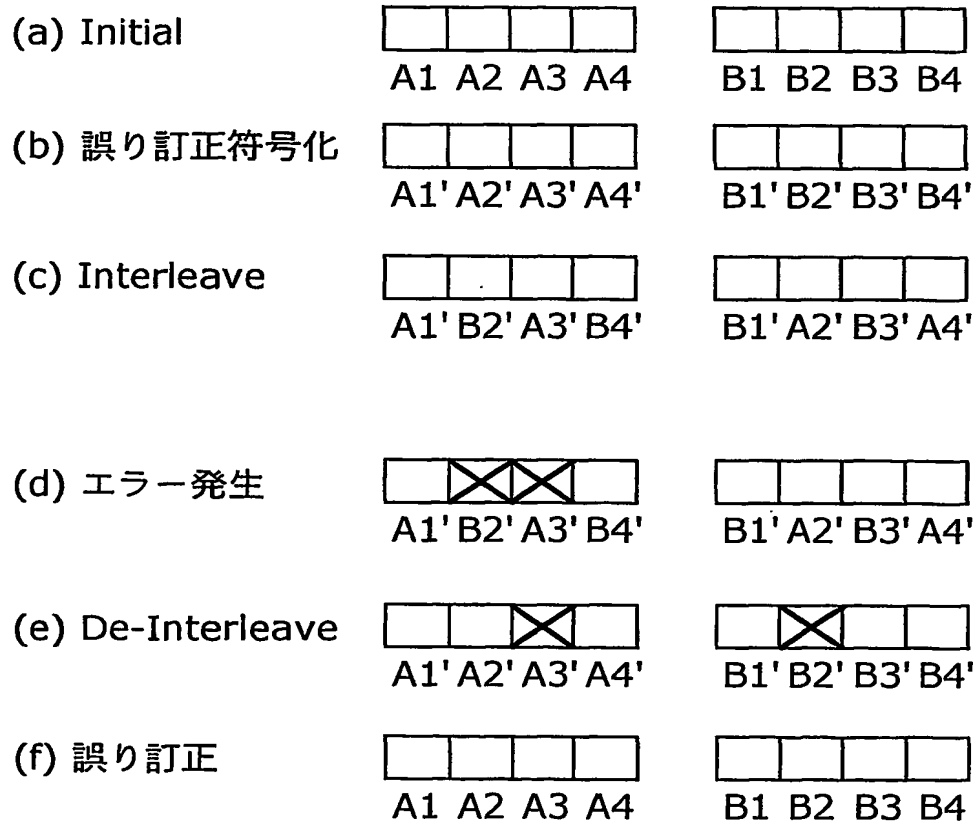 (a) Initial
A1 A2 A3 A4 B1 B2 B3 B4
(b) 誤り訂正符号化
A1' A2' A3' A4' B1' B2' B3' B4'
(c) Interleave
A1' B2' A3' B4' B1' A2' B3' A4'
(d) エラー発生
A1' B2' A3' B4' B1' A2' B3' A4'
(e) De-Interleave
A1' A2' A3' A4' B1' B2' B3' B4'
(f) 誤り訂正
A1 A2 A3 A4 B1 B2 B3 B4